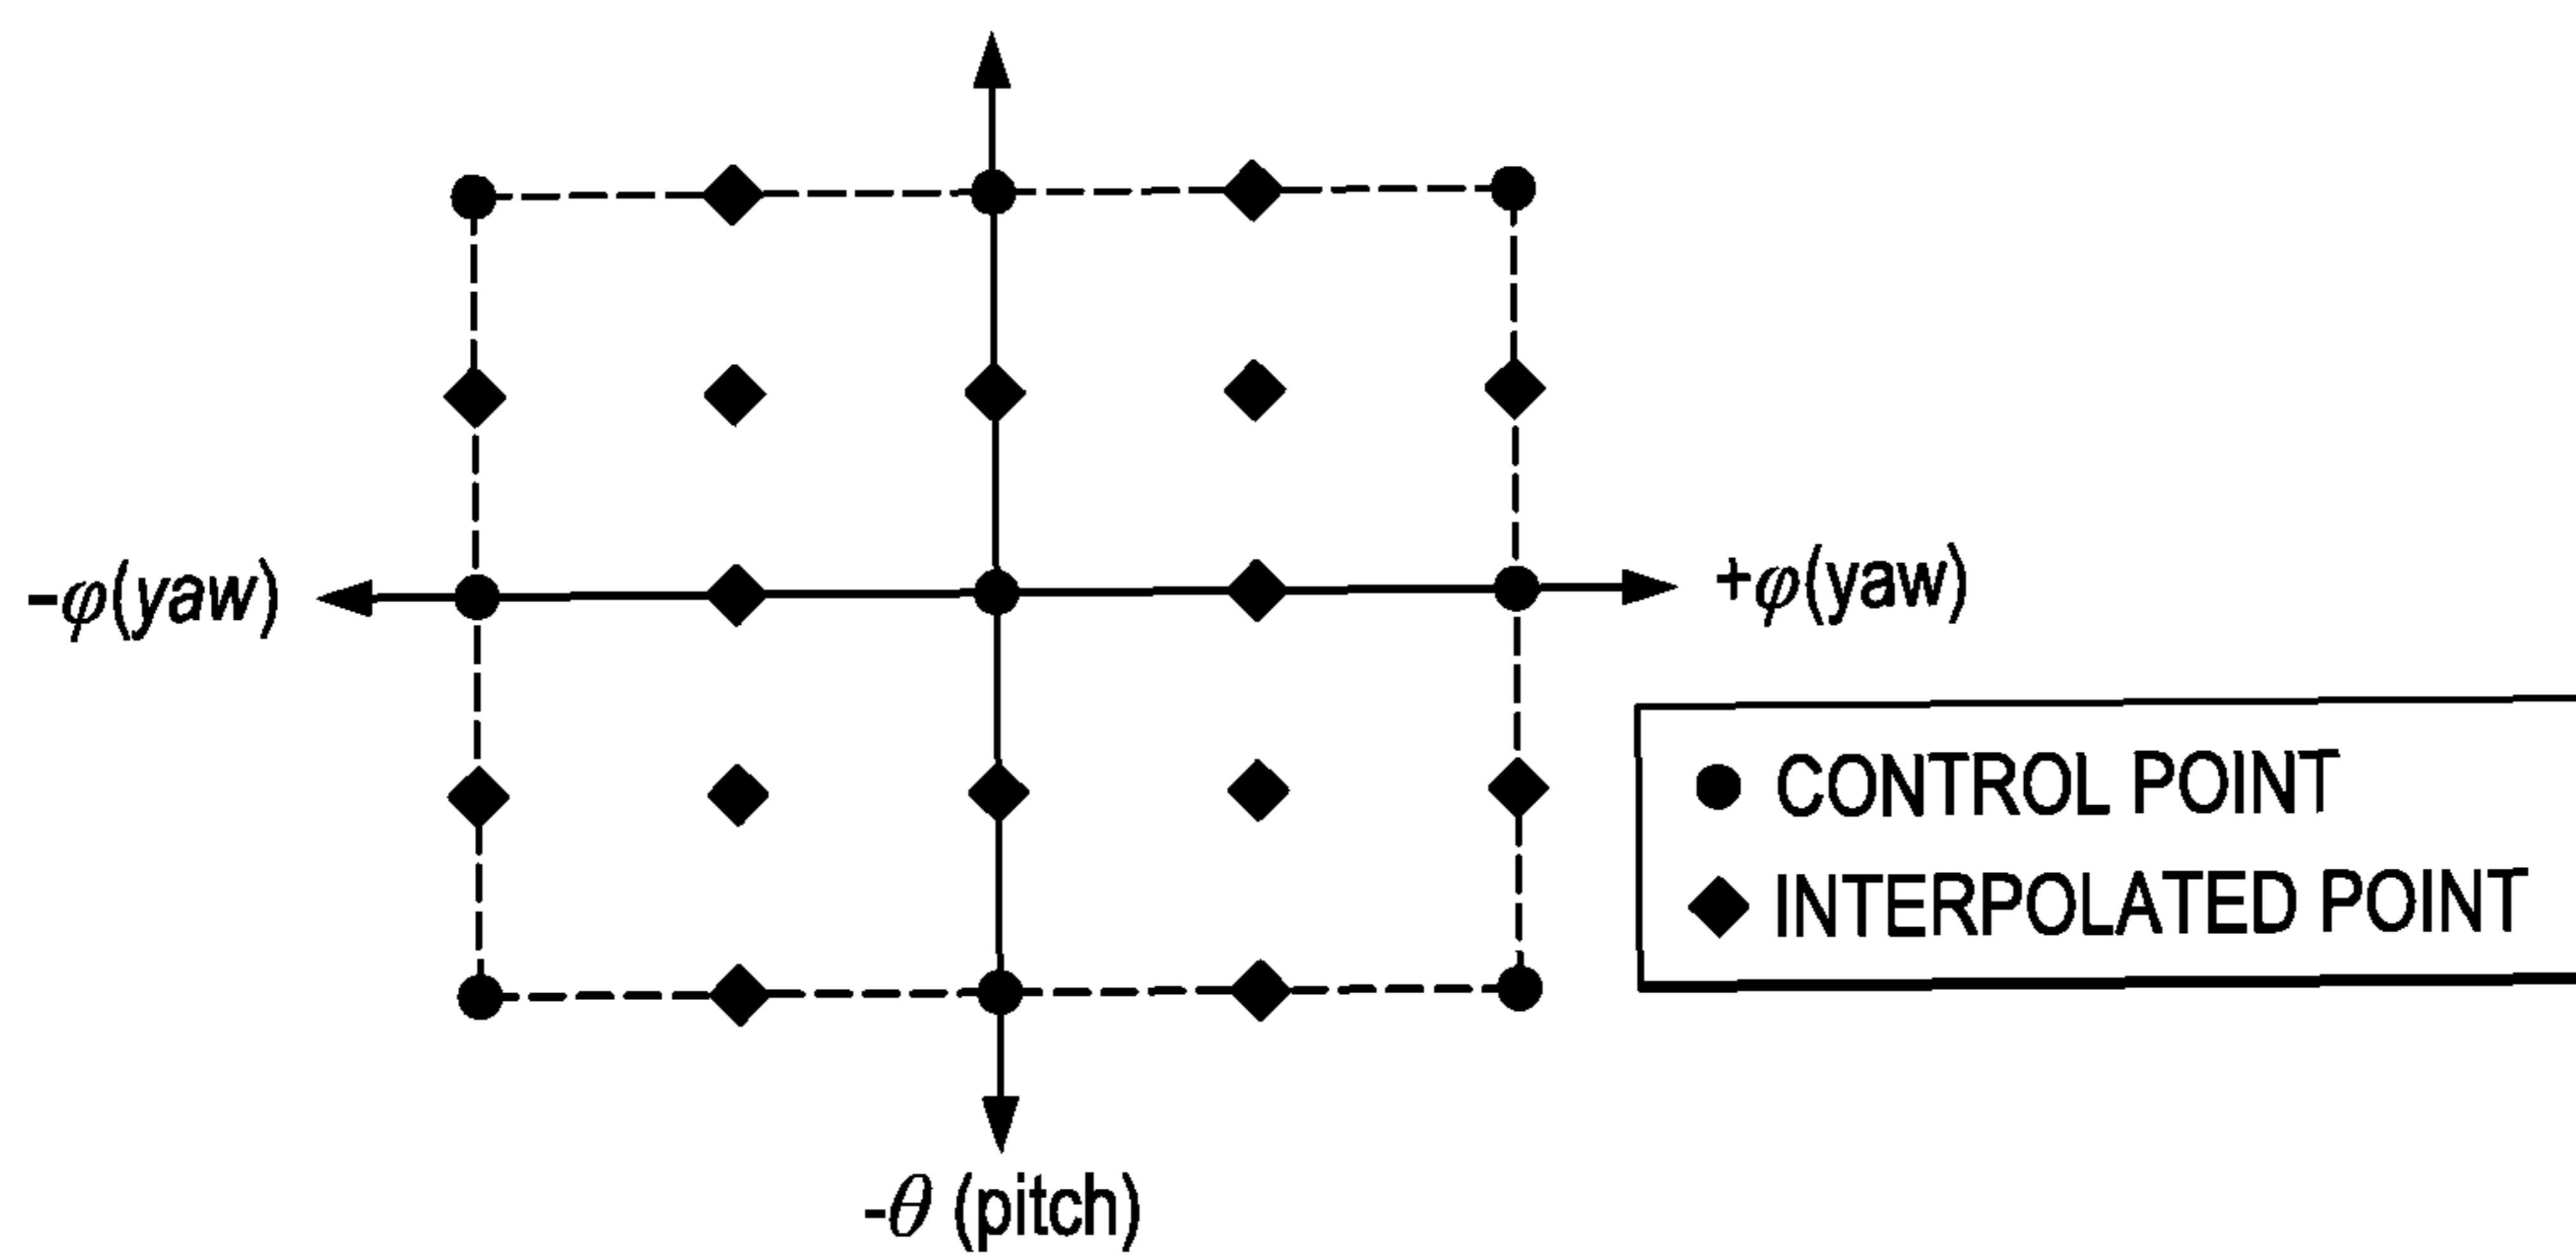 -φ(yaw)
+φ(yaw)
CONTROL POINT
INTERPOLATED POINT
-θ (pitch)